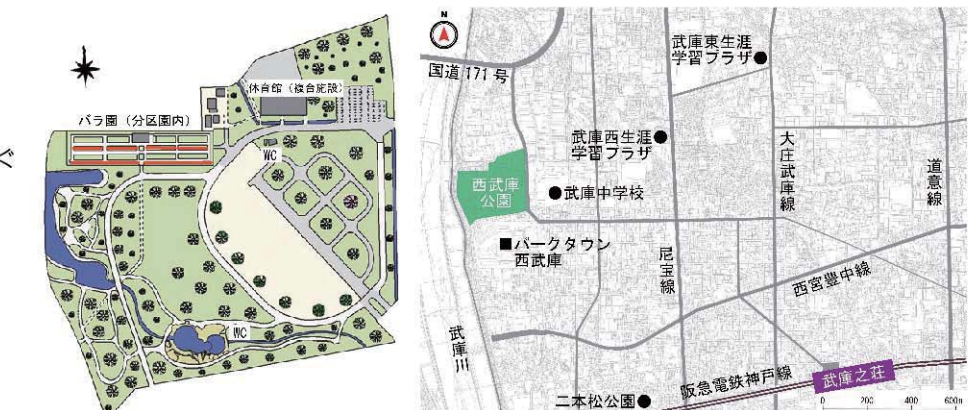 ぐ
体育館（複合施設）
バラ園（分区園内）
WC
WC
N
国道171号
武庫東生涯
学習プラザ
武庫西生涯
学習プラザ
西武庫
公園
武庫中学校
パークタウン
西武庫
大庄武庫線
道意線
尼宝線
西宮豊中線
武庫川
阪急電鉄神戸線
武庫之荘
二本松公園
0 200 400 600m